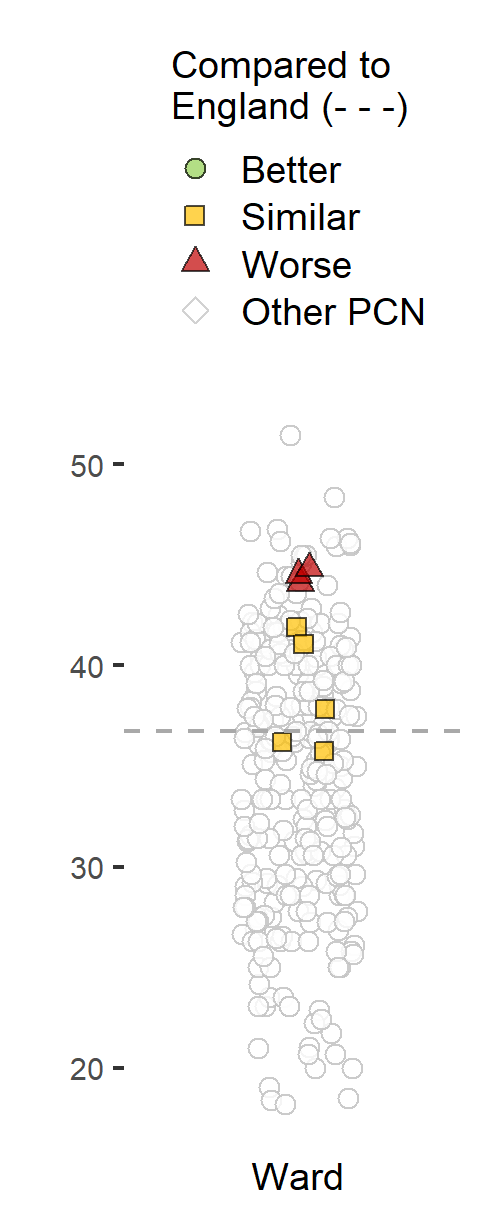 Compared to
England (- - -)
Better
Similar
Worse
Other PCN
50
40
30
20
Ward